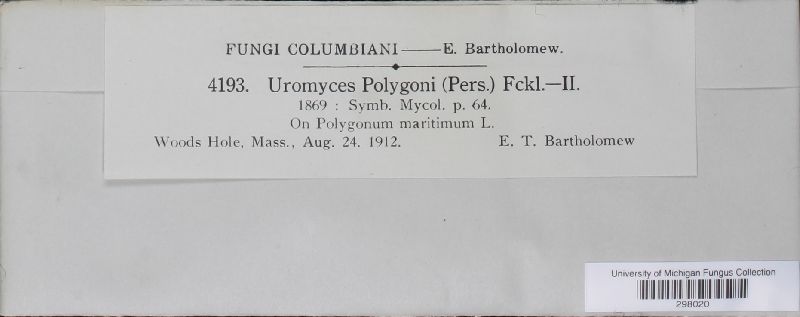 FUNGI COLUMBIANI—E. Bartholomew.
4193. Uromyces Polygoni (Pers.) Fckl.—II.
1869 : Symb. Mycol. p. 64.
On Polygonum maritimum L.
Woods Hole, Mass., Aug. 24. 1912. E. T. Bartholomew
University of Michigan Fungus Collection
298020